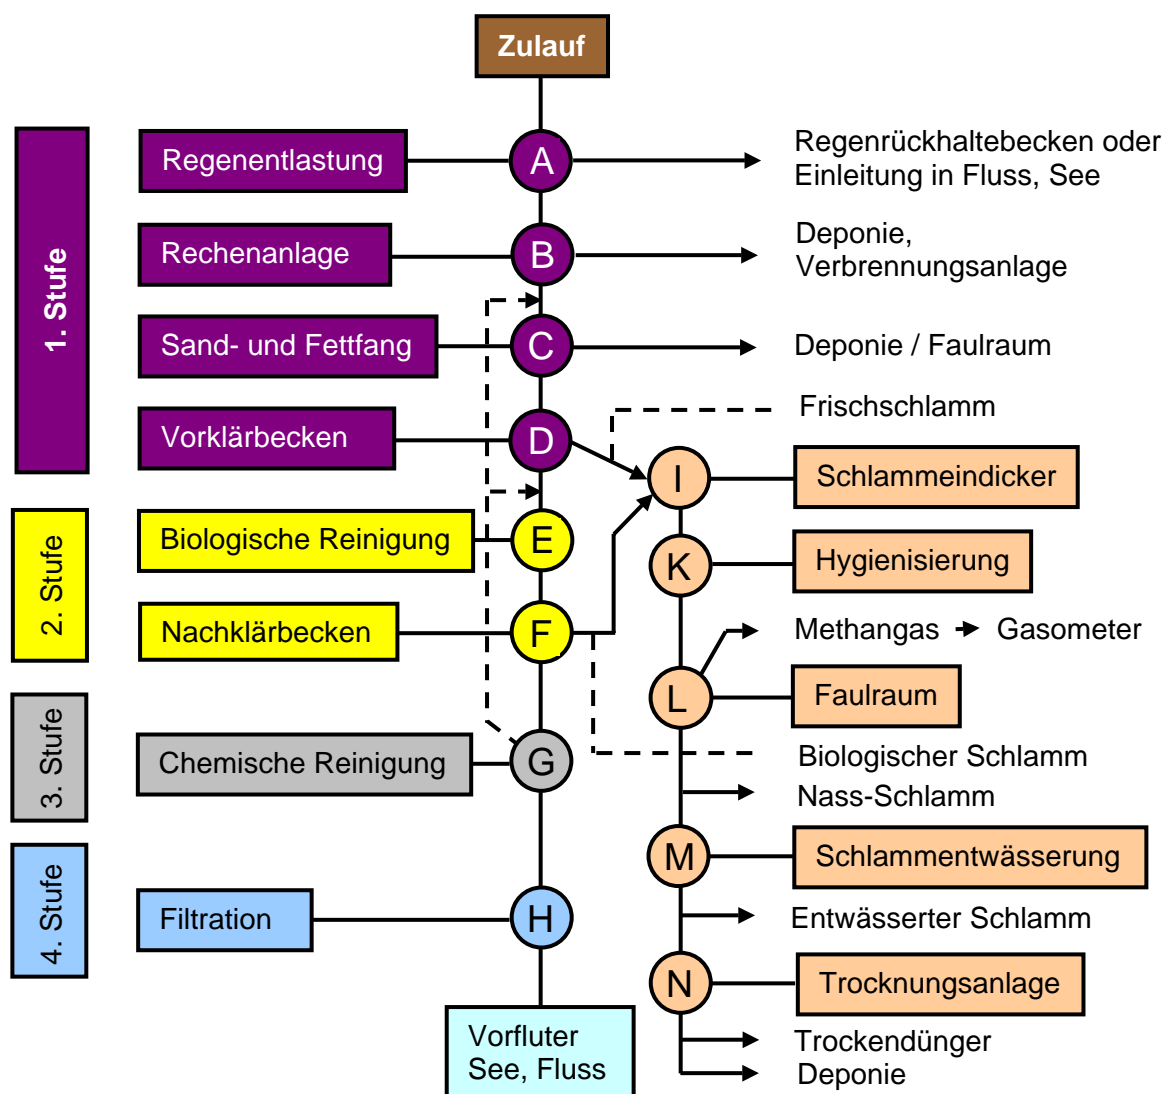 Zulauf
1. Stufe
Regenentlastung
A
Regenrückhaltebecken oder
Einleitung in Fluss, See
Rechenanlage
B
Deponie,
Verbrennungsanlage
Sand- und Fettfang
C
Deponie / Faulraum
Vorklärbecken
D
Frischschlamm
I
Schlammeindicker
2. Stufe
Biologische Reinigung
E
K
Hygienisierung
Nachklärbecken
F
Methangas
Gasometer
L
Faulraum
3. Stufe
Chemische Reinigung
G
Biologischer Schlamm
Nass-Schlamm
M
Schlammentwässerung
4. Stufe
Filtration
H
Entwässerter Schlamm
N
Trocknungsanlage
Vorfluter
See, Fluss
Trockendünger
Deponie